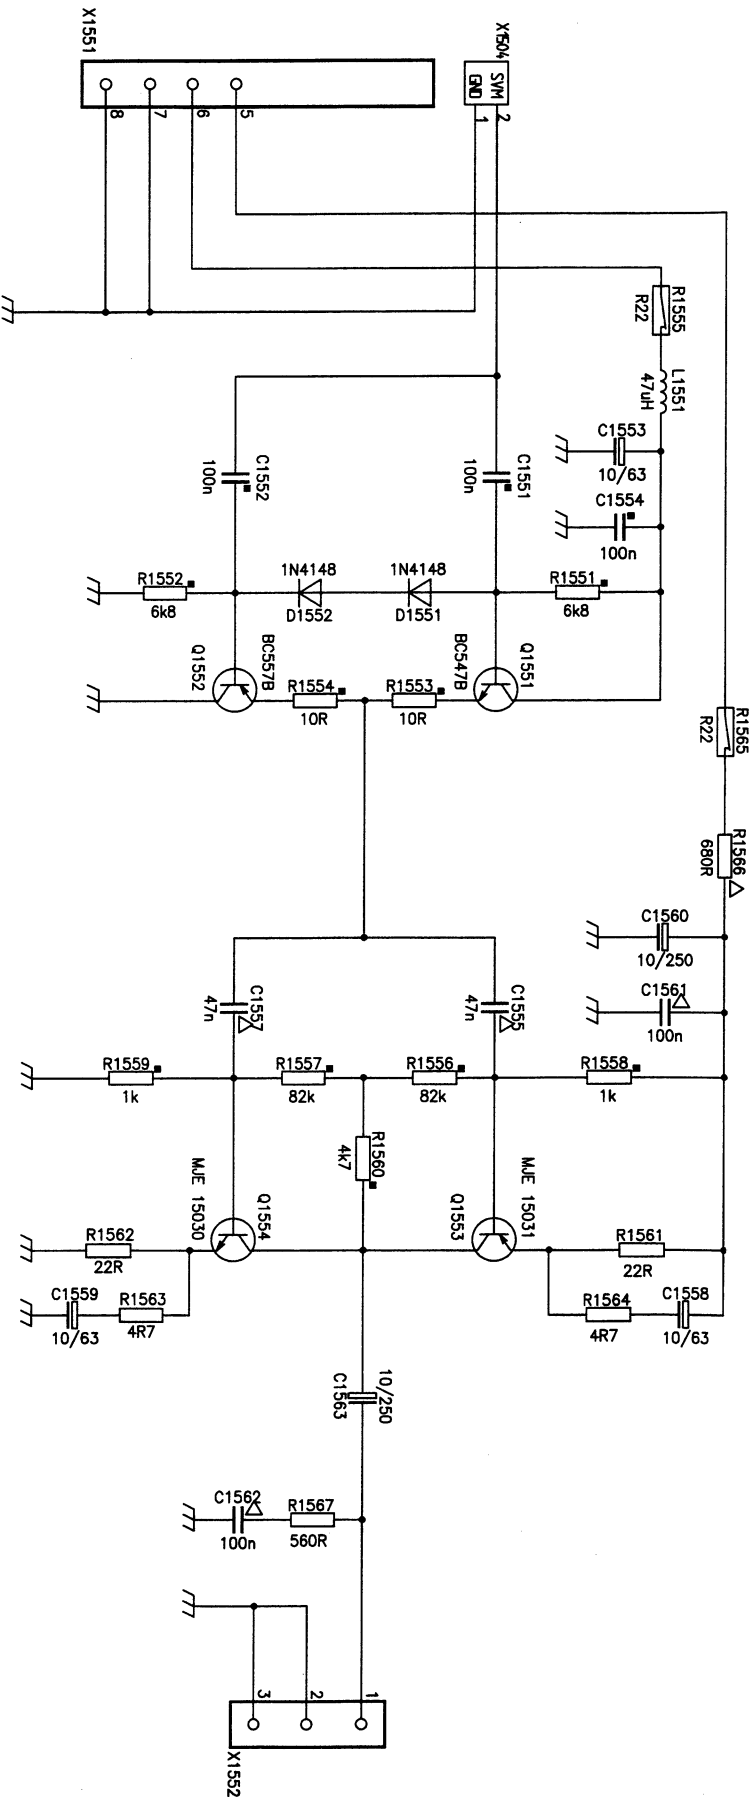 X1551
8
7
6
5
X1504
SVM
GND
2
1
R1555
R22
L1551
47uH
C1553
10/63
C1554
100n
C1552
100n
C1551
100n
R1552
6k8
1N4148
D1552
1N4148
D1551
R1551
6k8
Q1552
BC557B
R1554
10R
R1553
10R
BC547B
Q1551
R1565
R22
R1566
680R
C1560
10/250
C1561
100n
C1557
47n
C1555
47n
R1559
1k
R1557
82k
R1556
82k
R1558
1k
R1560
4k7
MJE 15030
Q1554
Q1553
MJE 15031
R1562
22R
R1561
22R
C1559
10/63
R1563
4R7
R1564
4R7
C1558
10/63
10/250
C1563
C1562
100n
R1567
560R
3
2
1
X1552